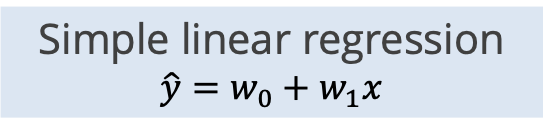 Simple linear regression
ŷ = w₀ + w₁x